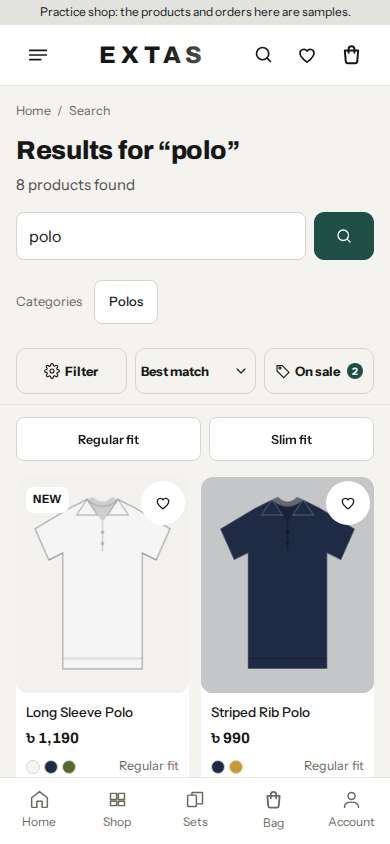 Practice shop: the products and orders here are samples.
EXTAS
Home / Search
Results for “polo”
8 products found
polo
Categories Polos
Filter Best match On sale 2
Regular fit Slim fit
NEW
Long Sleeve Polo Striped Rib Polo
৳ 1,190 ৳ 990
Regular fit Regular fit
Home Shop Sets Bag Account